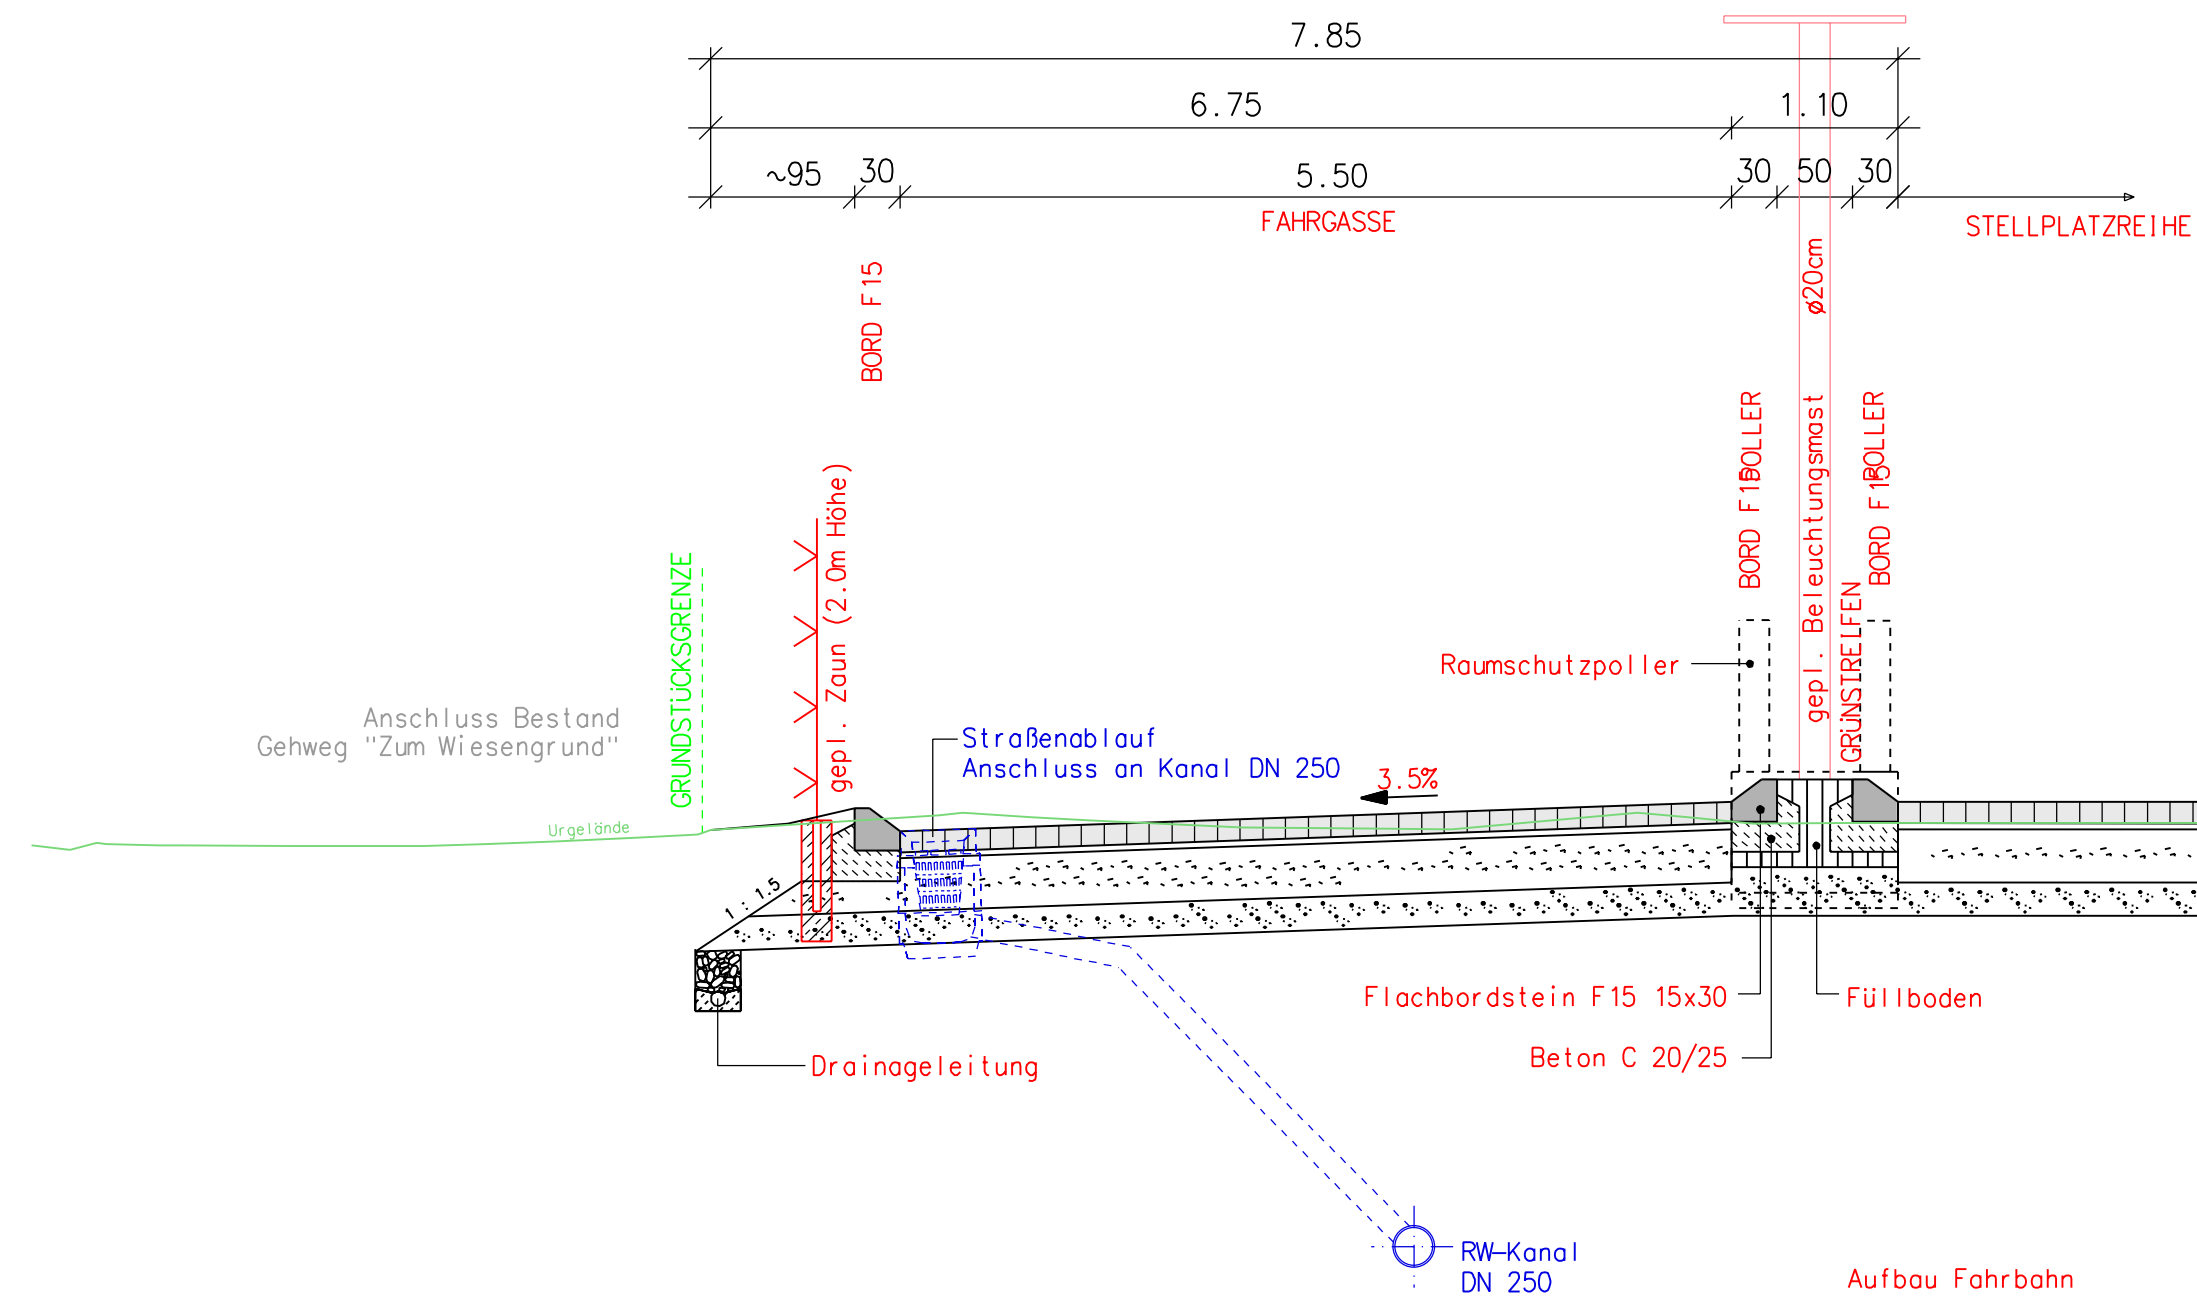 7.85
6.75
1.10
~95
30
5.50
30
50
30
FAHRGASSE
STELLPLATZREIHE
BORD F15
ø20cm
gepl. Beleuchtungsmast
POLLER
BORD F15
POLLER
BORD F15
GRÜNSTREIFEN
gepl. Zaun (2.0m Höhe)
GRUNDSTÜCKSGRENZE
Raumschutzpoller
Anschluss Bestand
Gehweg "Zum Wiesengrund"
Straßenablauf
Anschluss an Kanal DN 250
3.5%
Urgelände
1 : 1.5
Flachbordstein F15 15x30
Füllboden
Beton C 20/25
Drainageleitung
RW-Kanal
DN 250
Aufbau Fahrbahn